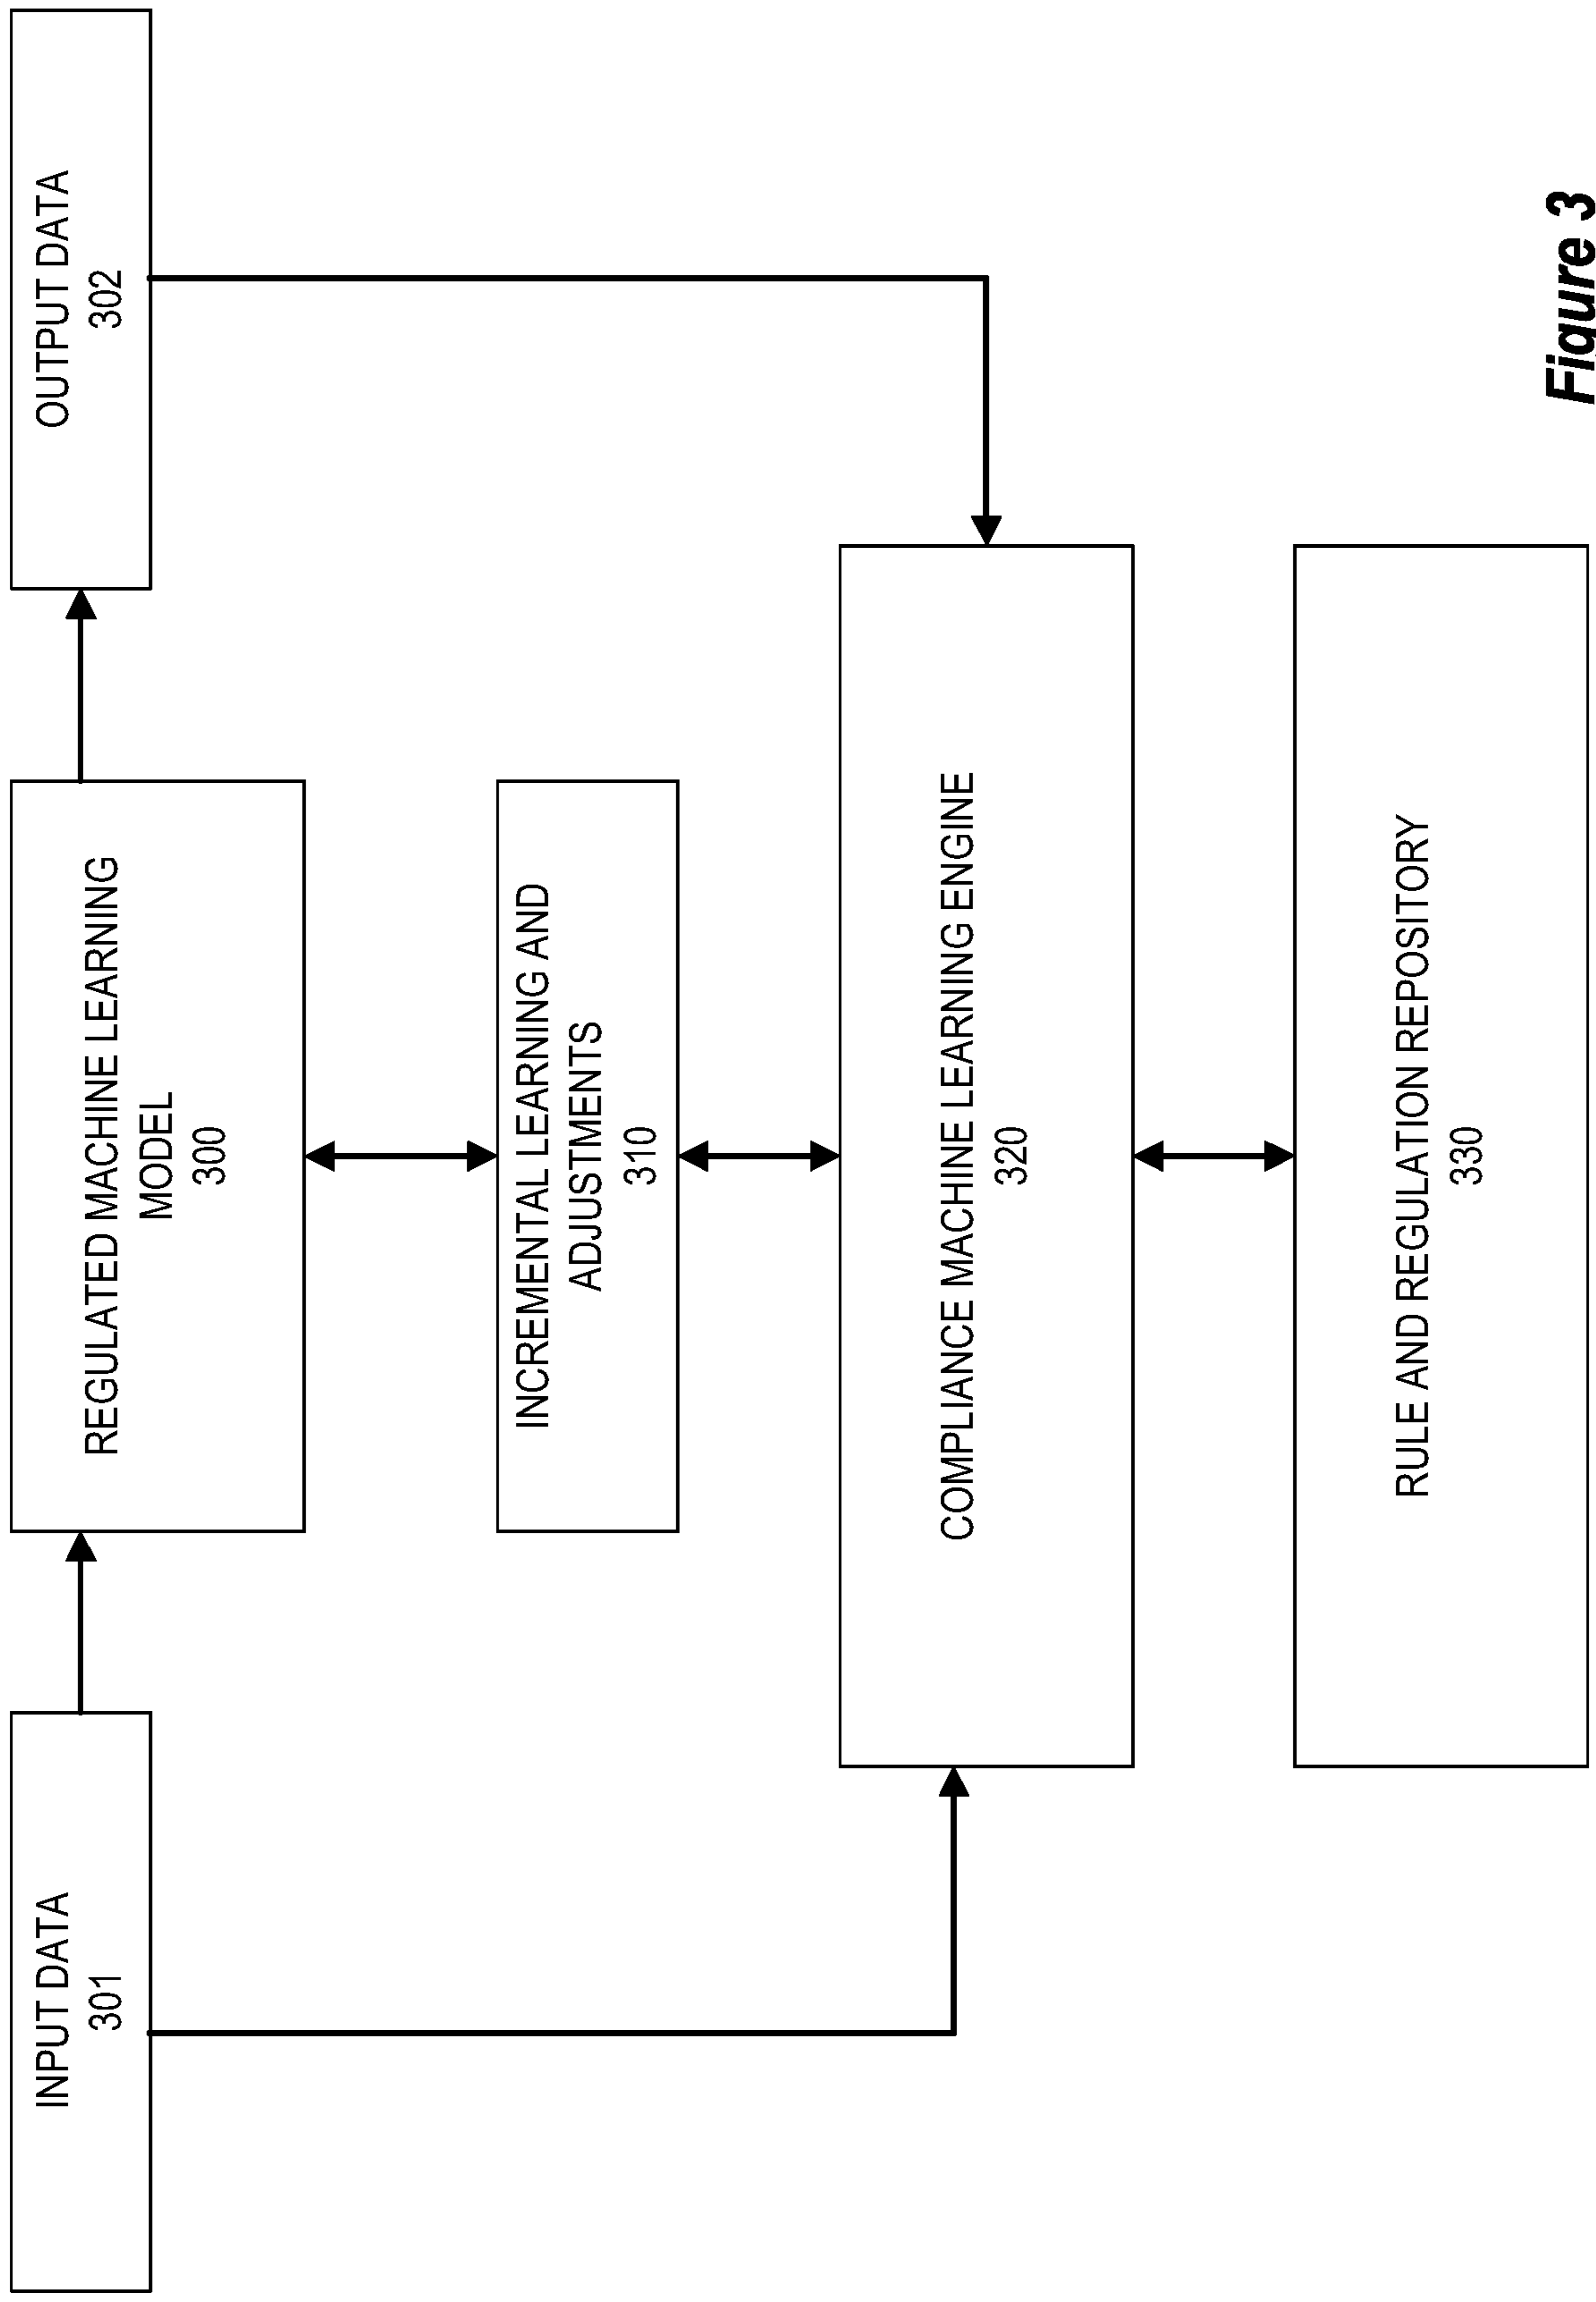 INPUT DATA
301
REGULATED MACHINE LEARNING
MODEL
300
OUTPUT DATA
302
INCREMENTAL LEARNING AND
ADJUSTMENTS
310
COMPLIANCE MACHINE LEARNING ENGINE
320
RULE AND REGULATION REPOSITORY
330
Figure 3